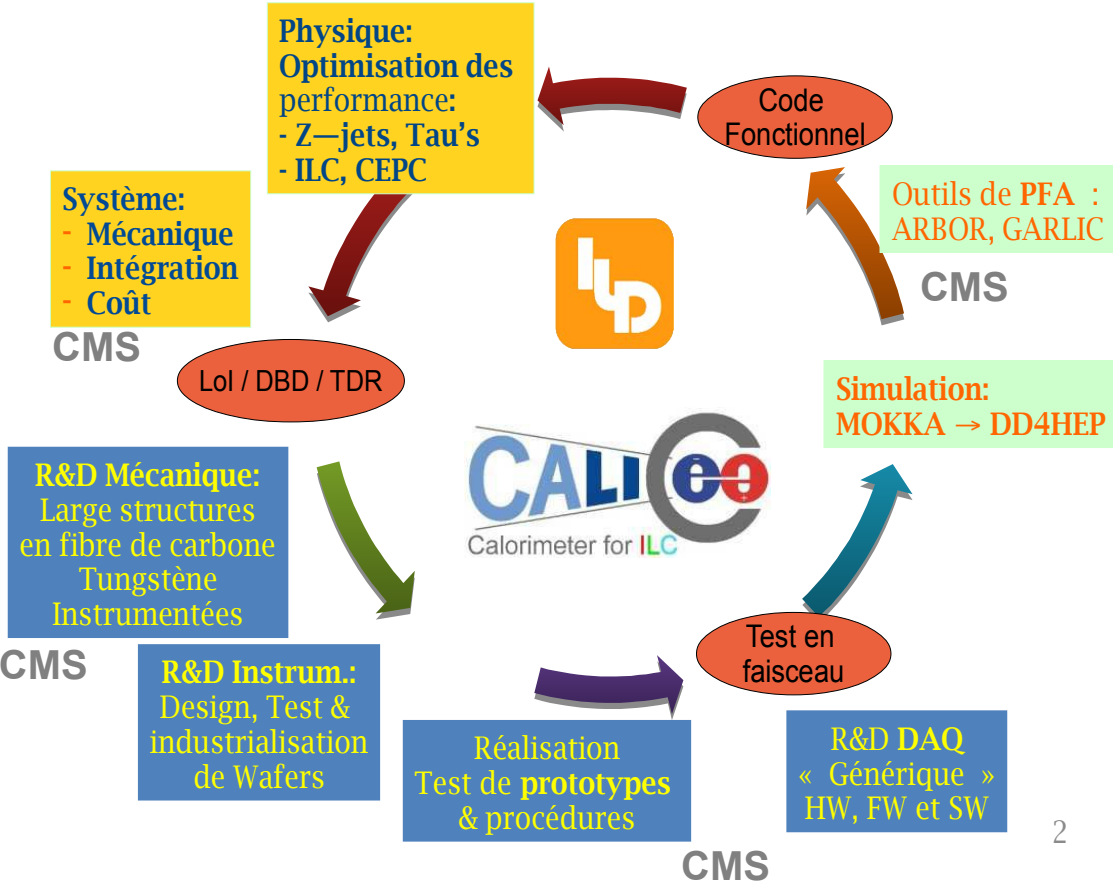 Physique:
Optimisation des
performance:
- Z—jets, Tau's
- ILC, CEPC
Code
Fonctionnel
Système:
- Mécanique
- Intégration
- Coût
CMS
Outils de PFA :
ARBOR, GARLIC
CMS
ILD
LoI / DBD / TDR
Simulation:
MOKKA → DD4HEP
CALICe
Calorimeter for ILC
R&D Mécanique:
Large structures
en fibre de carbone
Tungstène
Instrumentées
CMS
R&D Instrum.:
Design, Test &
industrialisation
de Wafers
Test en
faisceau
Réalisation
Test de prototypes
& procédures
CMS
R&D DAQ
« Générique »
HW, FW et SW
2